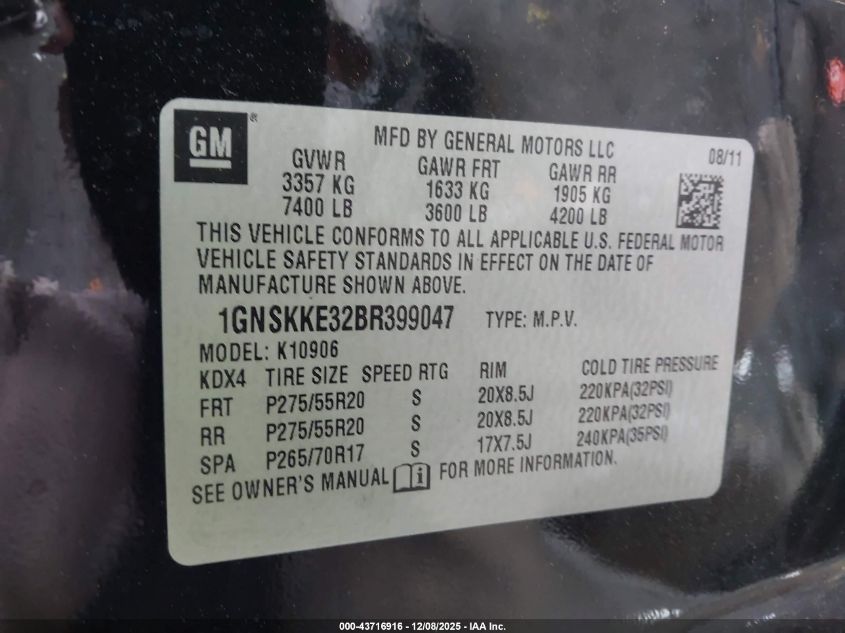 GM®
MFD BY GENERAL MOTORS LLC 08/11
GVWR GAWR FRT GAWR RR
3357 KG 1633 KG 1905 KG
7400 LB 3600 LB 4200 LB
THIS VEHICLE CONFORMS TO ALL APPLICABLE U.S. FEDERAL MOTOR
VEHICLE SAFETY STANDARDS IN EFFECT ON THE DATE OF
MANUFACTURE SHOWN ABOVE.
1GNSKKE32BR399047 TYPE: M.P.V.
MODEL: K10906
KDX4 TIRE SIZE SPEED RTG RIM COLD TIRE PRESSURE
FRT P275/55R20 S 20X8.5J 220KPA(32PSI)
RR P275/55R20 S 20X8.5J 220KPA(32PSI)
SPA P265/70R17 S 17X7.5J 240KPA(35PSI)
SEE OWNER'S MANUAL i FOR MORE INFORMATION.
000-43716916 - 12/08/2025 - IAA Inc.